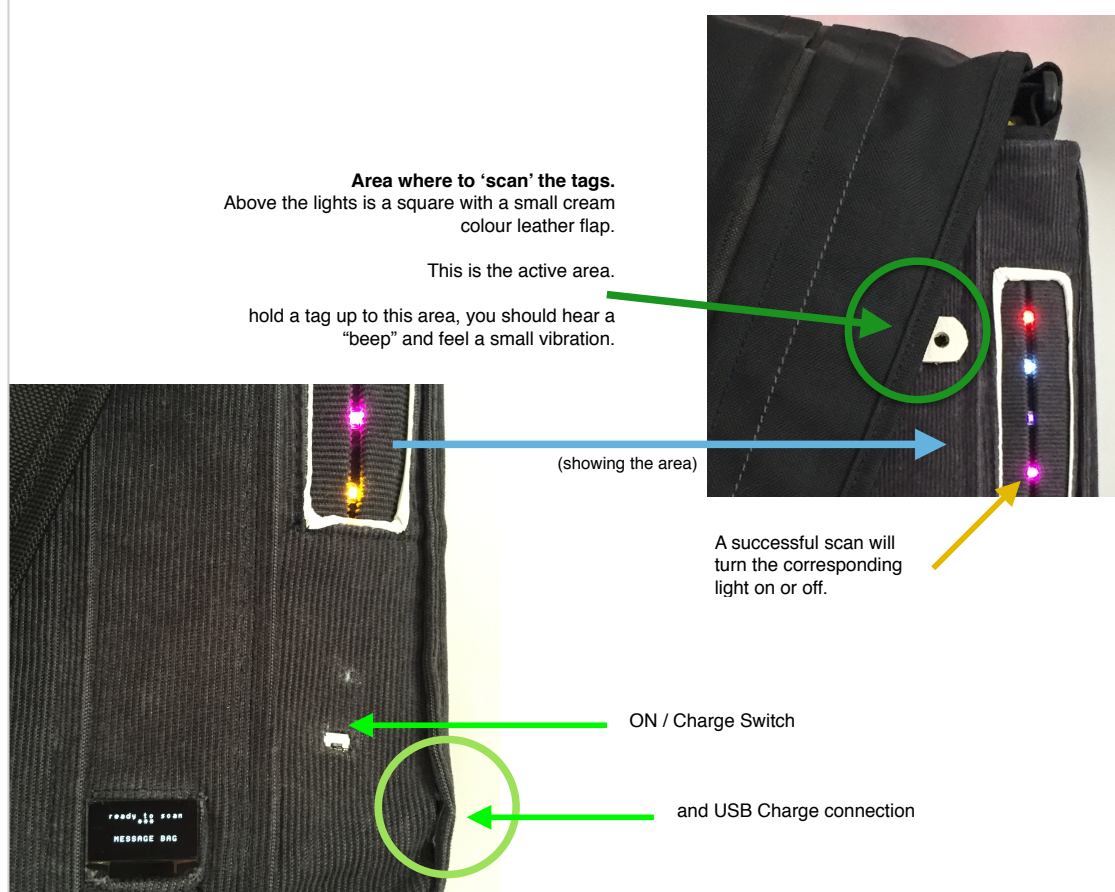 Area where to ‘scan’ the tags.
Above the lights is a square with a small cream
colour leather flap.
This is the active area.
hold a tag up to this area, you should hear a
“beep” and feel a small vibration.
(showing the area)
A successful scan will
turn the corresponding
light on or off.
ON / Charge Switch
and USB Charge connection
ready to scan
MESSAGE BAG